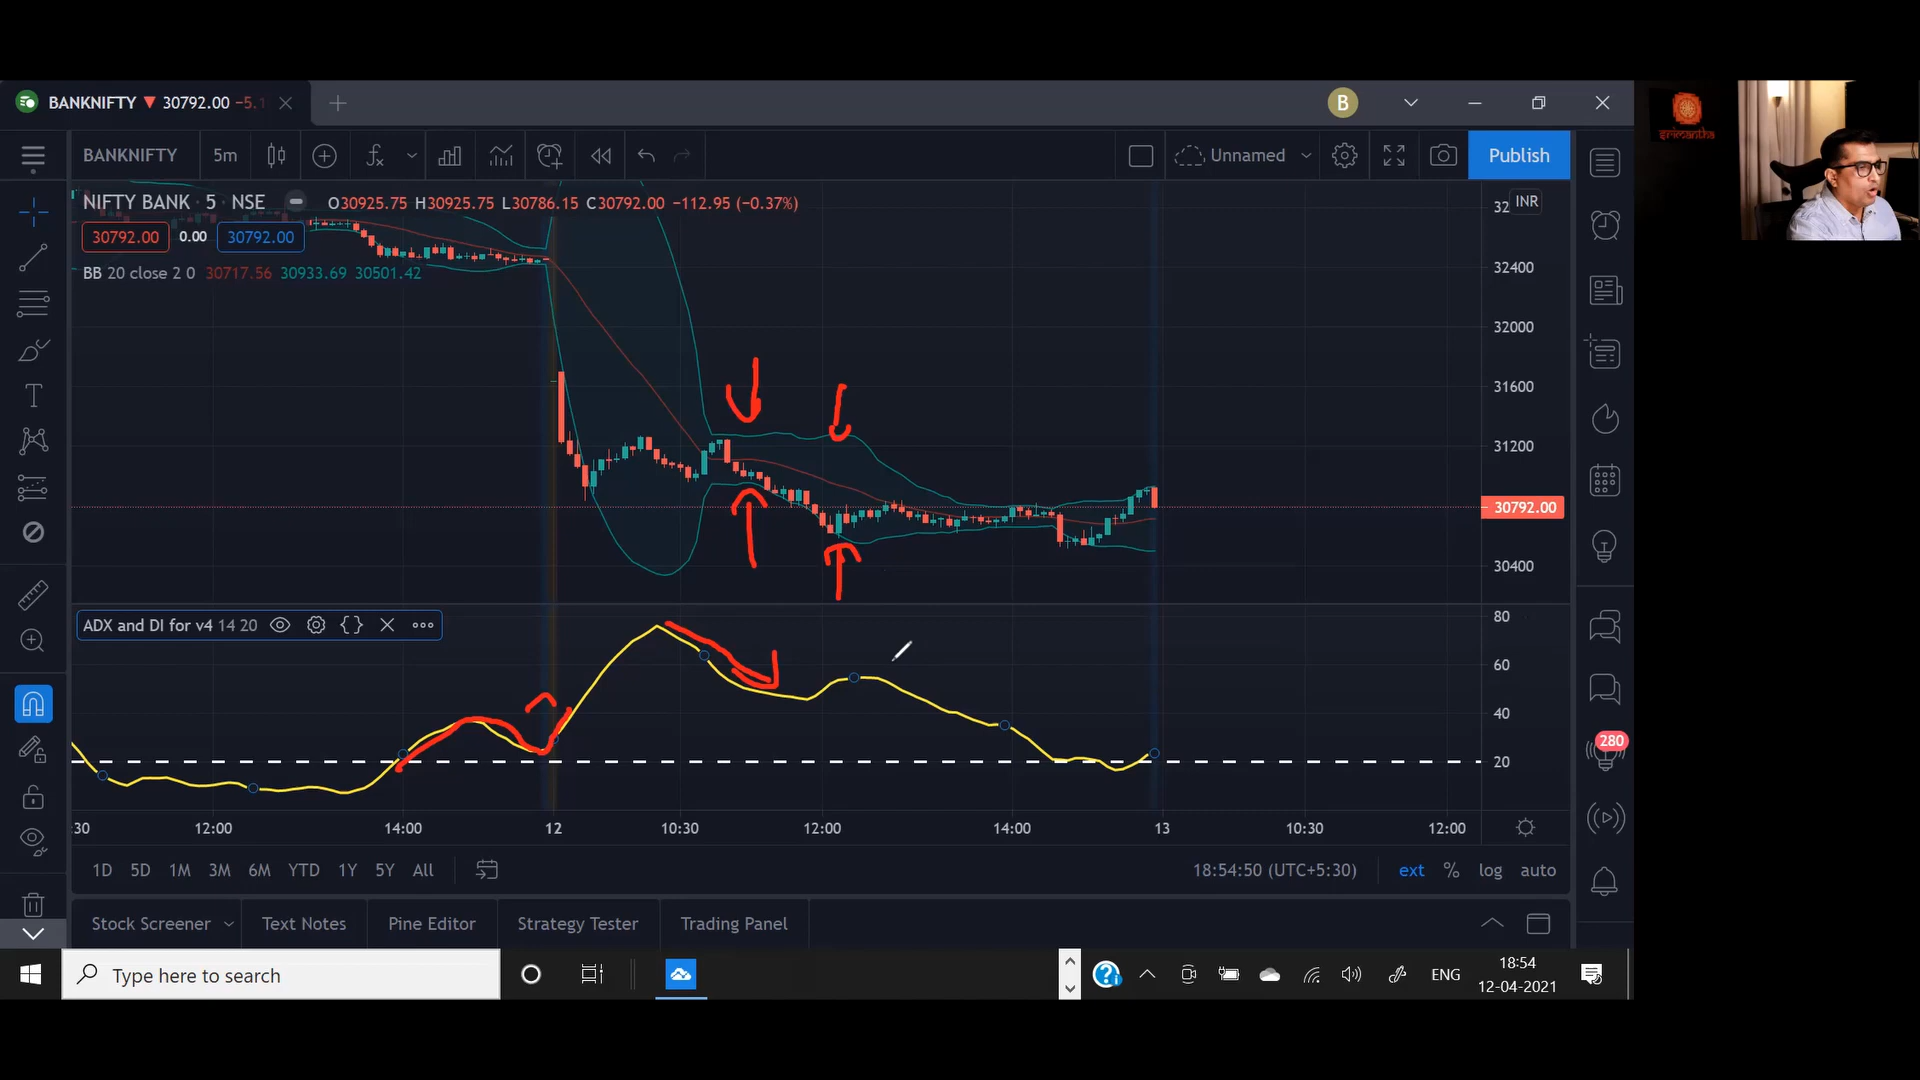 BANKNIFTY ▼ 30792.00 −5.1
B
BANKNIFTY 5m Unnamed Publish
srimantha
NIFTY BANK · 5 · NSE O30925.75 H30925.75 L30786.15 C30792.00 −112.95 (−0.37%)
30792.00 0.00 30792.00
BB 20 close 2 0 30717.56 30933.69 30501.42
32 INR
32400
32000
31600
31200
30792.00
30400
ADX and DI for v4 14 20
80
60
40
20
280
:30 12:00 14:00 12 10:30 12:00 14:00 13 10:30 12:00
1D 5D 1M 3M 6M YTD 1Y 5Y All 18:54:50 (UTC+5:30) ext % log auto
Stock Screener Text Notes Pine Editor Strategy Tester Trading Panel
Type here to search ENG 18:54
12-04-2021